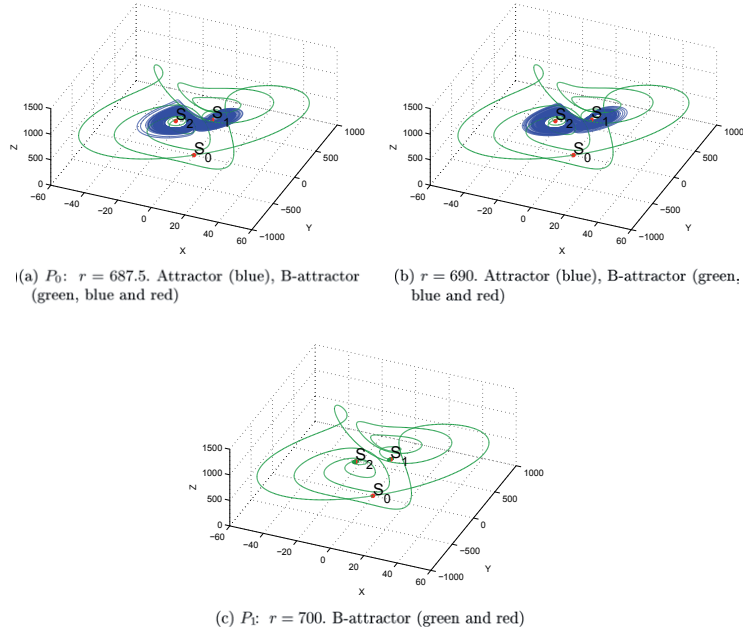 1500
1000
500
0
Z
−60
−40
−20
0
20
40
60
X
−1000
−500
0
500
1000
Y
S2
S1
S0
1500
1000
500
0
Z
−60
−40
−20
0
20
40
60
X
−1000
−500
0
500
1000
Y
S2
S1
S0
(a) P0: r = 687.5. Attractor (blue), B-attractor
(green, blue and red)
(b) r = 690. Attractor (blue), B-attractor (green,
blue and red)
1500
1000
500
0
Z
−60
−40
−20
0
20
40
60
X
−1000
−500
0
500
1000
Y
S2
S1
S0
(c) P1: r = 700. B-attractor (green and red)